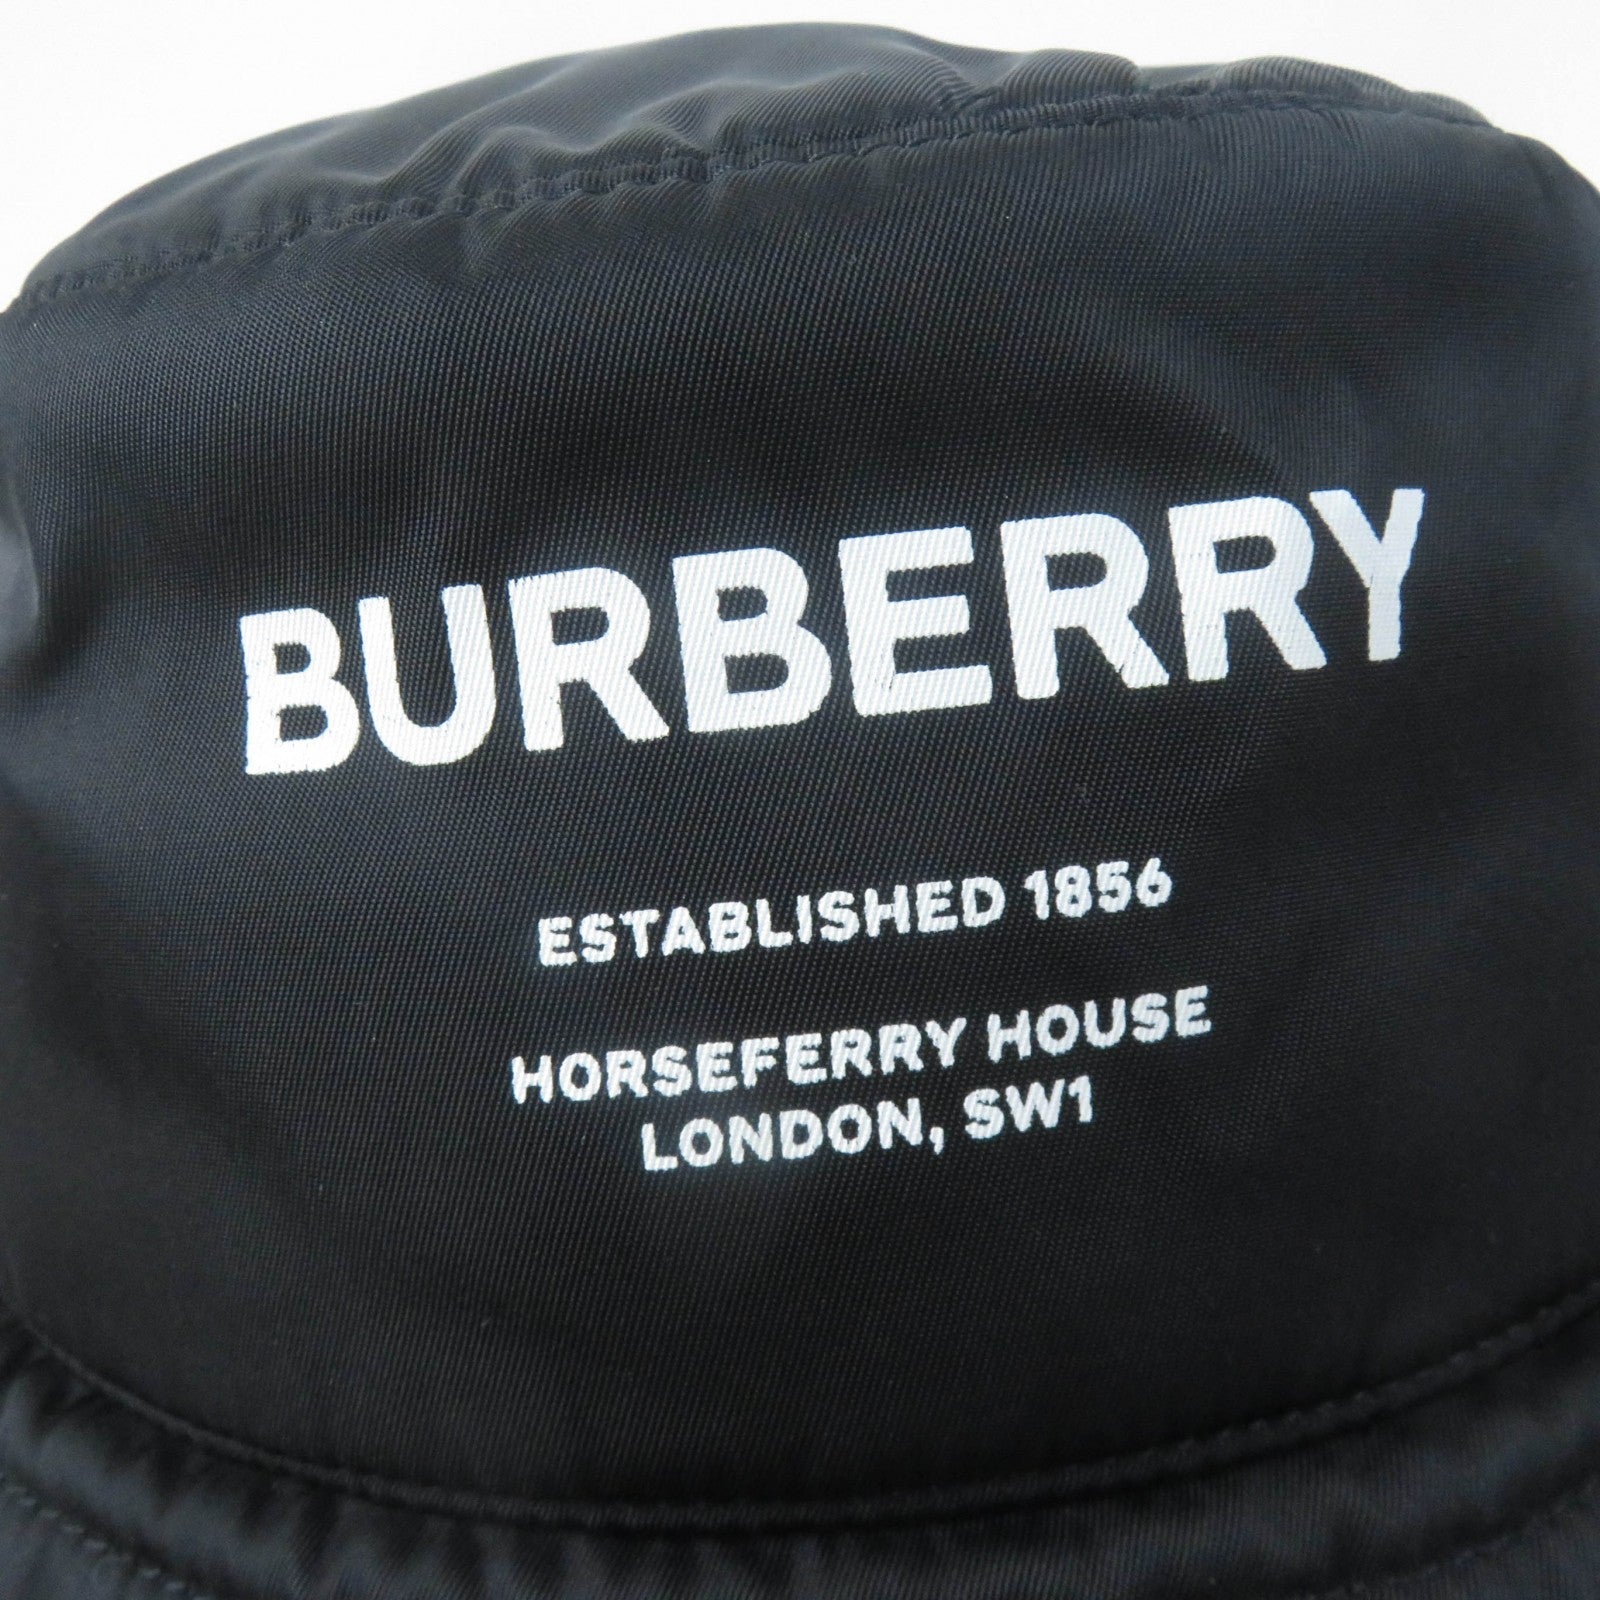 BURBERRY
ESTABLISHED 1856
HORSEFERRY HOUSE
LONDON, SW1